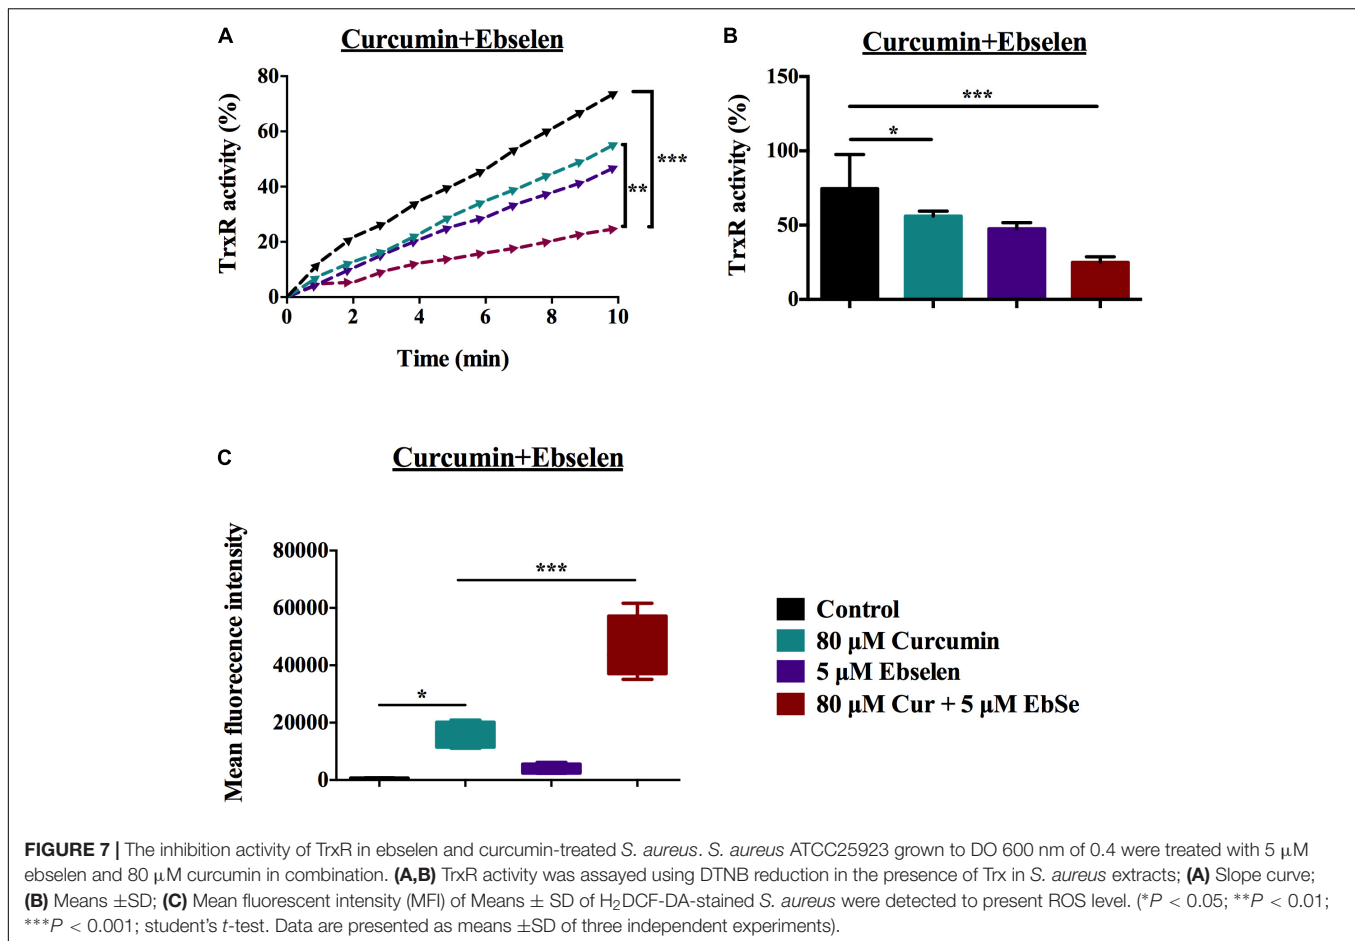 A
Curcumin+Ebselen
TrxR activity (%)
80
60
40
20
0
0 2 4 6 8 10
Time (min)
**
***
B
Curcumin+Ebselen
TrxR activity (%)
150
100
50
0
***
*
C
Curcumin+Ebselen
Mean fluorecence intensity
80000
60000
40000
20000
0
***
*
Control
80 μM Curcumin
5 μM Ebselen
80 μM Cur + 5 μM EbSe
FIGURE 7 | The inhibition activity of TrxR in ebselen and curcumin-treated S. aureus. S. aureus ATCC25923 grown to DO 600 nm of 0.4 were treated with 5 μM
ebselen and 80 μM curcumin in combination. (A,B) TrxR activity was assayed using DTNB reduction in the presence of Trx in S. aureus extracts; (A) Slope curve;
(B) Means ±SD; (C) Mean fluorescent intensity (MFI) of Means ± SD of H₂DCF-DA-stained S. aureus were detected to present ROS level. (*P < 0.05; **P < 0.01;
***P < 0.001; student's t-test. Data are presented as means ±SD of three independent experiments).